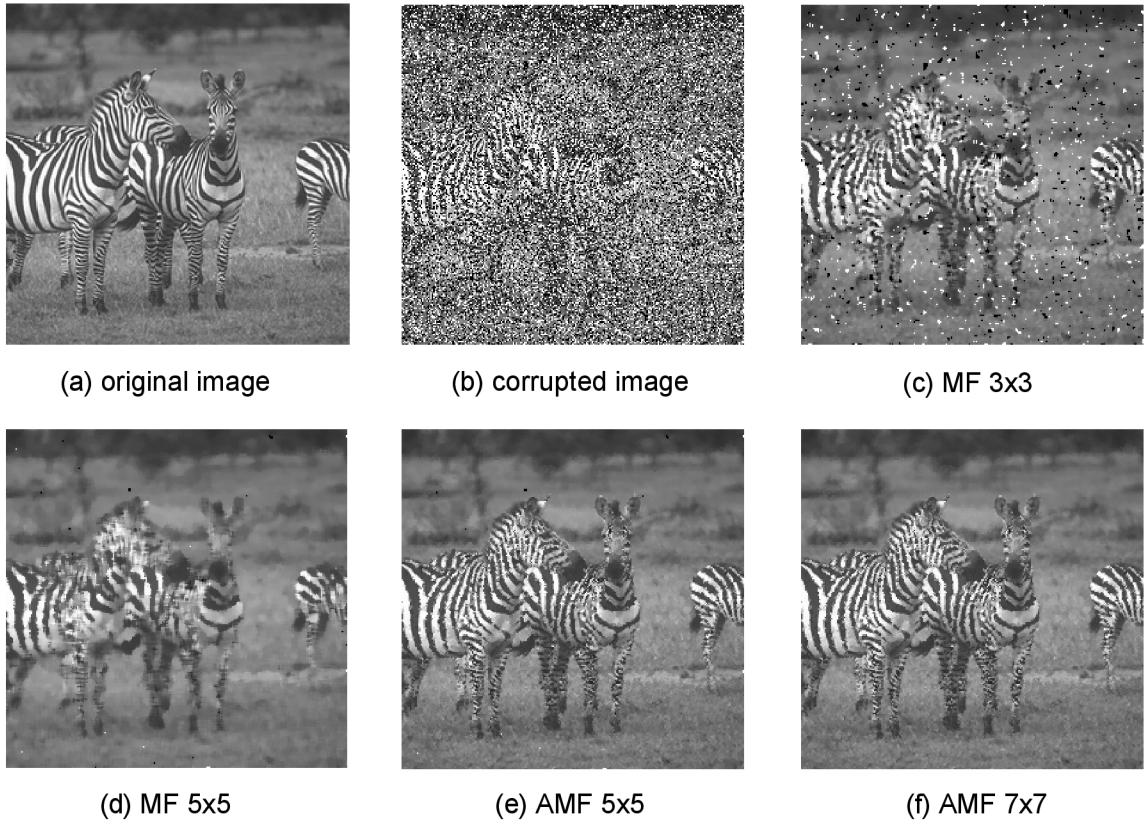 (a) original image
(b) corrupted image
(c) MF 3x3
(d) MF 5x5
(e) AMF 5x5
(f) AMF 7x7